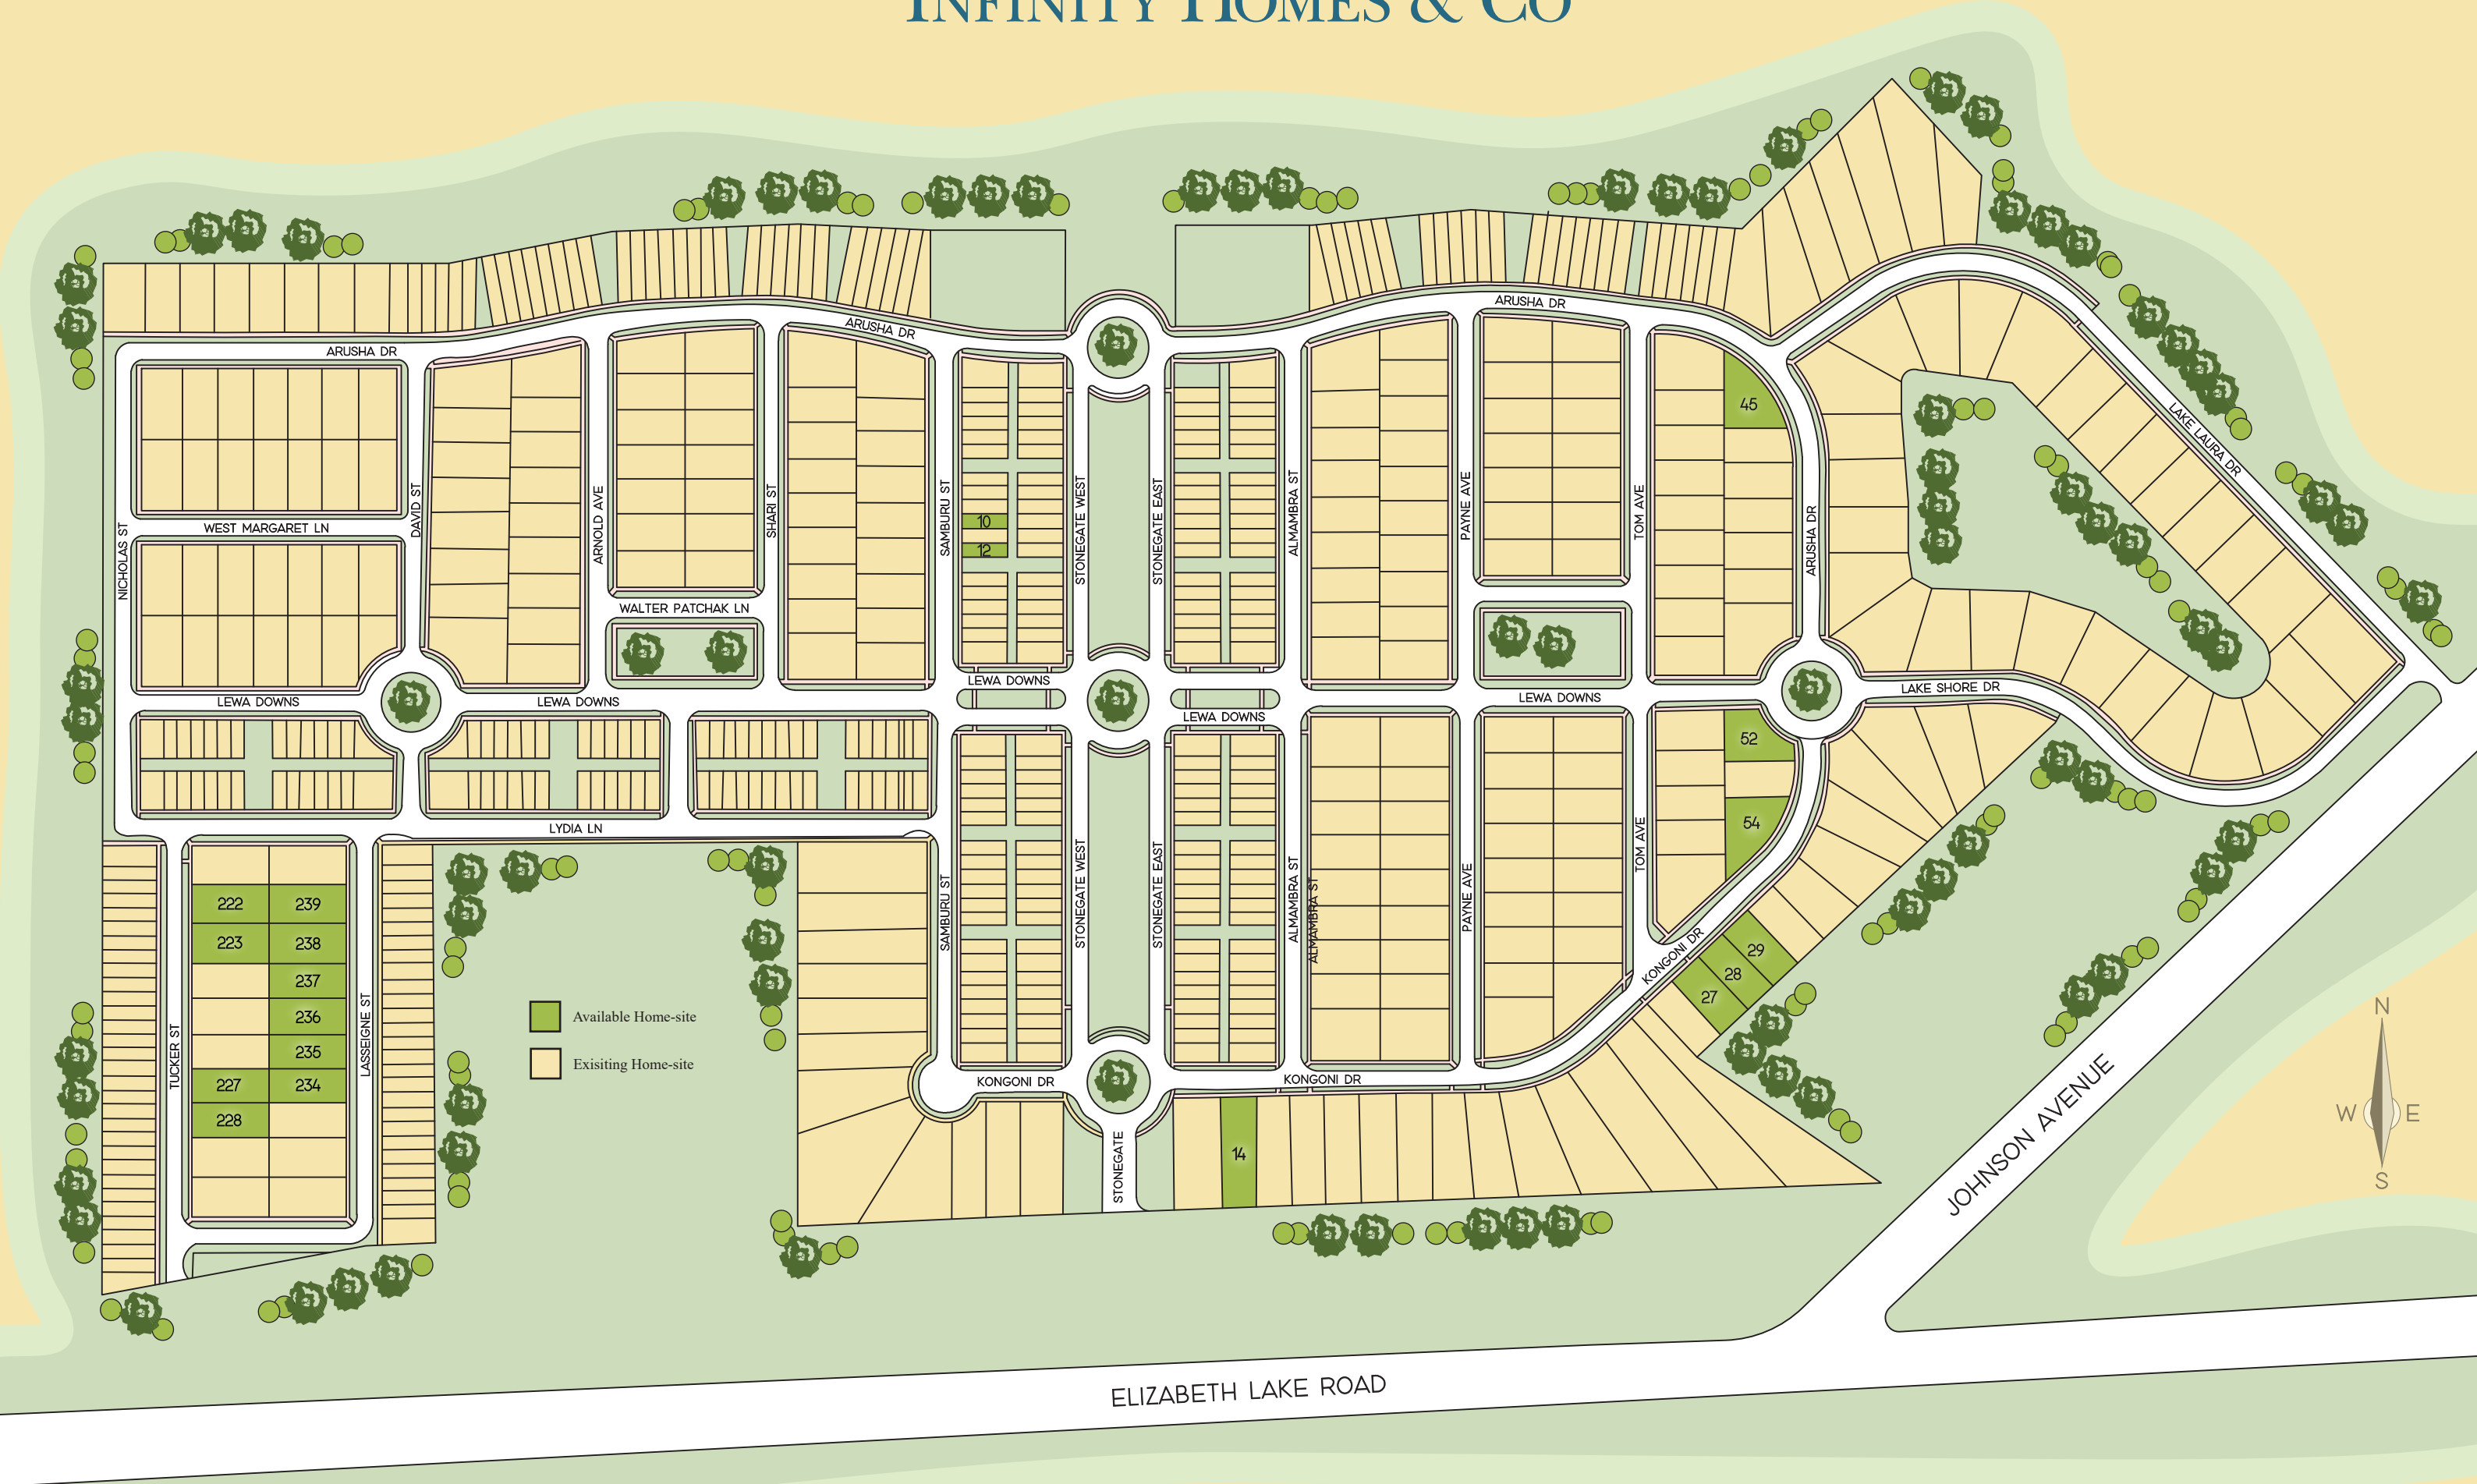 INFINITY HOMES & CO
ARUSHA DR
ARUSHA DR
ARUSHA DR
LAKE LAURA DR
45
NICHOLAS ST
WEST MARGARET LN
DAVID ST
ARNOLD AVE
SHARI ST
SAMBURU ST
10
12
STONEGATE WEST
STONEGATE EAST
ALMAMBRA ST
PAYNE AVE
TOM AVE
ARUSHA DR
WALTER PATCHAK LN
LEWA DOWNS
LEWA DOWNS
LEWA DOWNS
LEWA DOWNS
LEWA DOWNS
LAKE SHORE DR
52
54
LYDIA LN
TOM AVE
222
239
223
238
237
236
235
227
234
228
TUCKER ST
LASSEIGNE ST
SAMBURU ST
STONEGATE WEST
STONEGATE EAST
ALMAMBRA ST
ALMAMBRA ST
PAYNE AVE
KONGONI DR
29
28
27
Available Home-site
Exisiting Home-site
KONGONI DR
KONGONI DR
STONEGATE
14
JOHNSON AVENUE
N
W
E
S
ELIZABETH LAKE ROAD